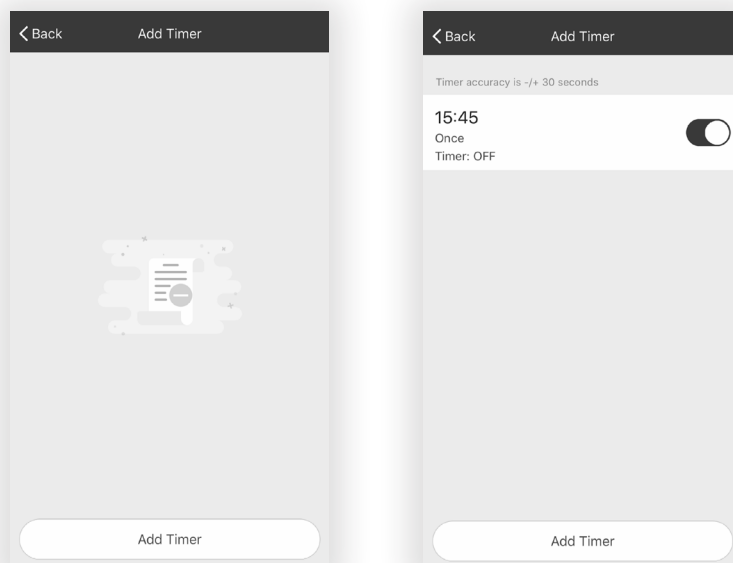 Back
Add Timer
Add Timer
Back
Add Timer
Timer accuracy is -/+ 30 seconds
15:45
Once
Timer: OFF
Add Timer